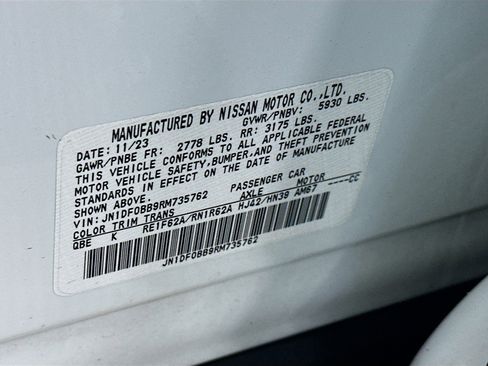 MANUFACTURED BY NISSAN MOTOR CO.,LTD.
DATE: 11/23 GVWR/PNBV: 5930 LBS.
GAWR/PNBE FR: 2778 LBS. RR: 3175 LBS.
THIS VEHICLE CONFORMS TO ALL APPLICABLE FEDERAL
MOTOR VEHICLE SAFETY,BUMPER,AND THEFT PREVENTION
STANDARDS IN EFFECT ON THE DATE OF MANUFACTURE
SHOWN ABOVE.
VIN: JN1DF0BB9RM735762 PASSENGER CAR
COLOR TRIM TRANS AXLE MOTOR ----CC
QBE K RE1F62A/RN1R62A HJ42/HN39 AM67
JN1DF0BB9RM735762